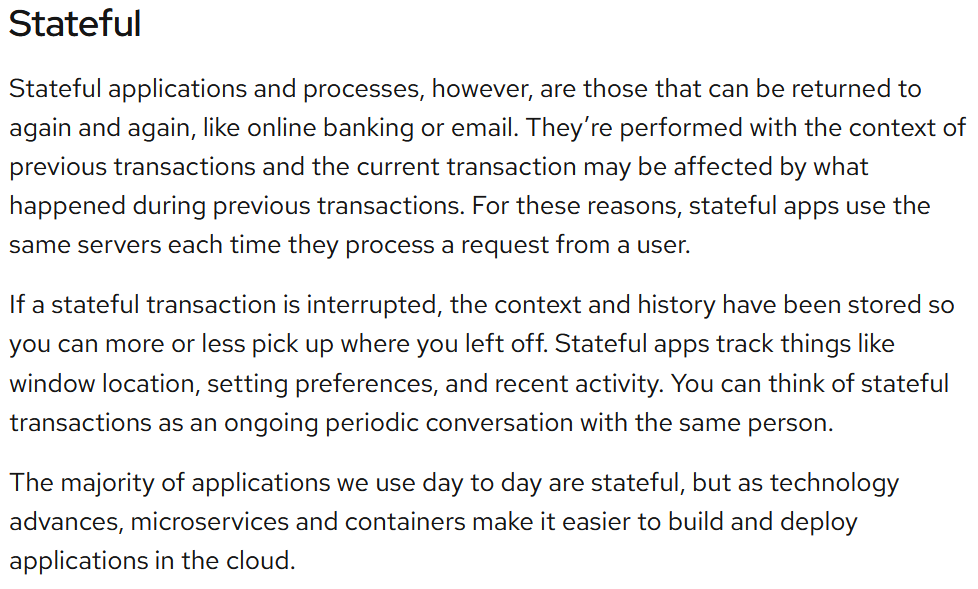 Stateful
Stateful applications and processes, however, are those that can be returned to
again and again, like online banking or email. They’re performed with the context of
previous transactions and the current transaction may be affected by what
happened during previous transactions. For these reasons, stateful apps use the
same servers each time they process a request from a user.
If a stateful transaction is interrupted, the context and history have been stored so
you can more or less pick up where you left off. Stateful apps track things like
window location, setting preferences, and recent activity. You can think of stateful
transactions as an ongoing periodic conversation with the same person.
The majority of applications we use day to day are stateful, but as technology
advances, microservices and containers make it easier to build and deploy
applications in the cloud.